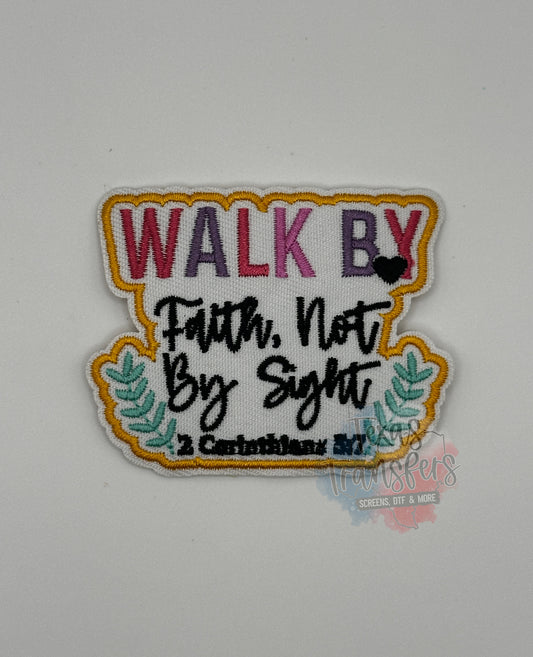 WALK BY
Faith, Not
By Sight
2 Corinthians 5:7
Texas
Transfers
SCREENS, DTF & MORE